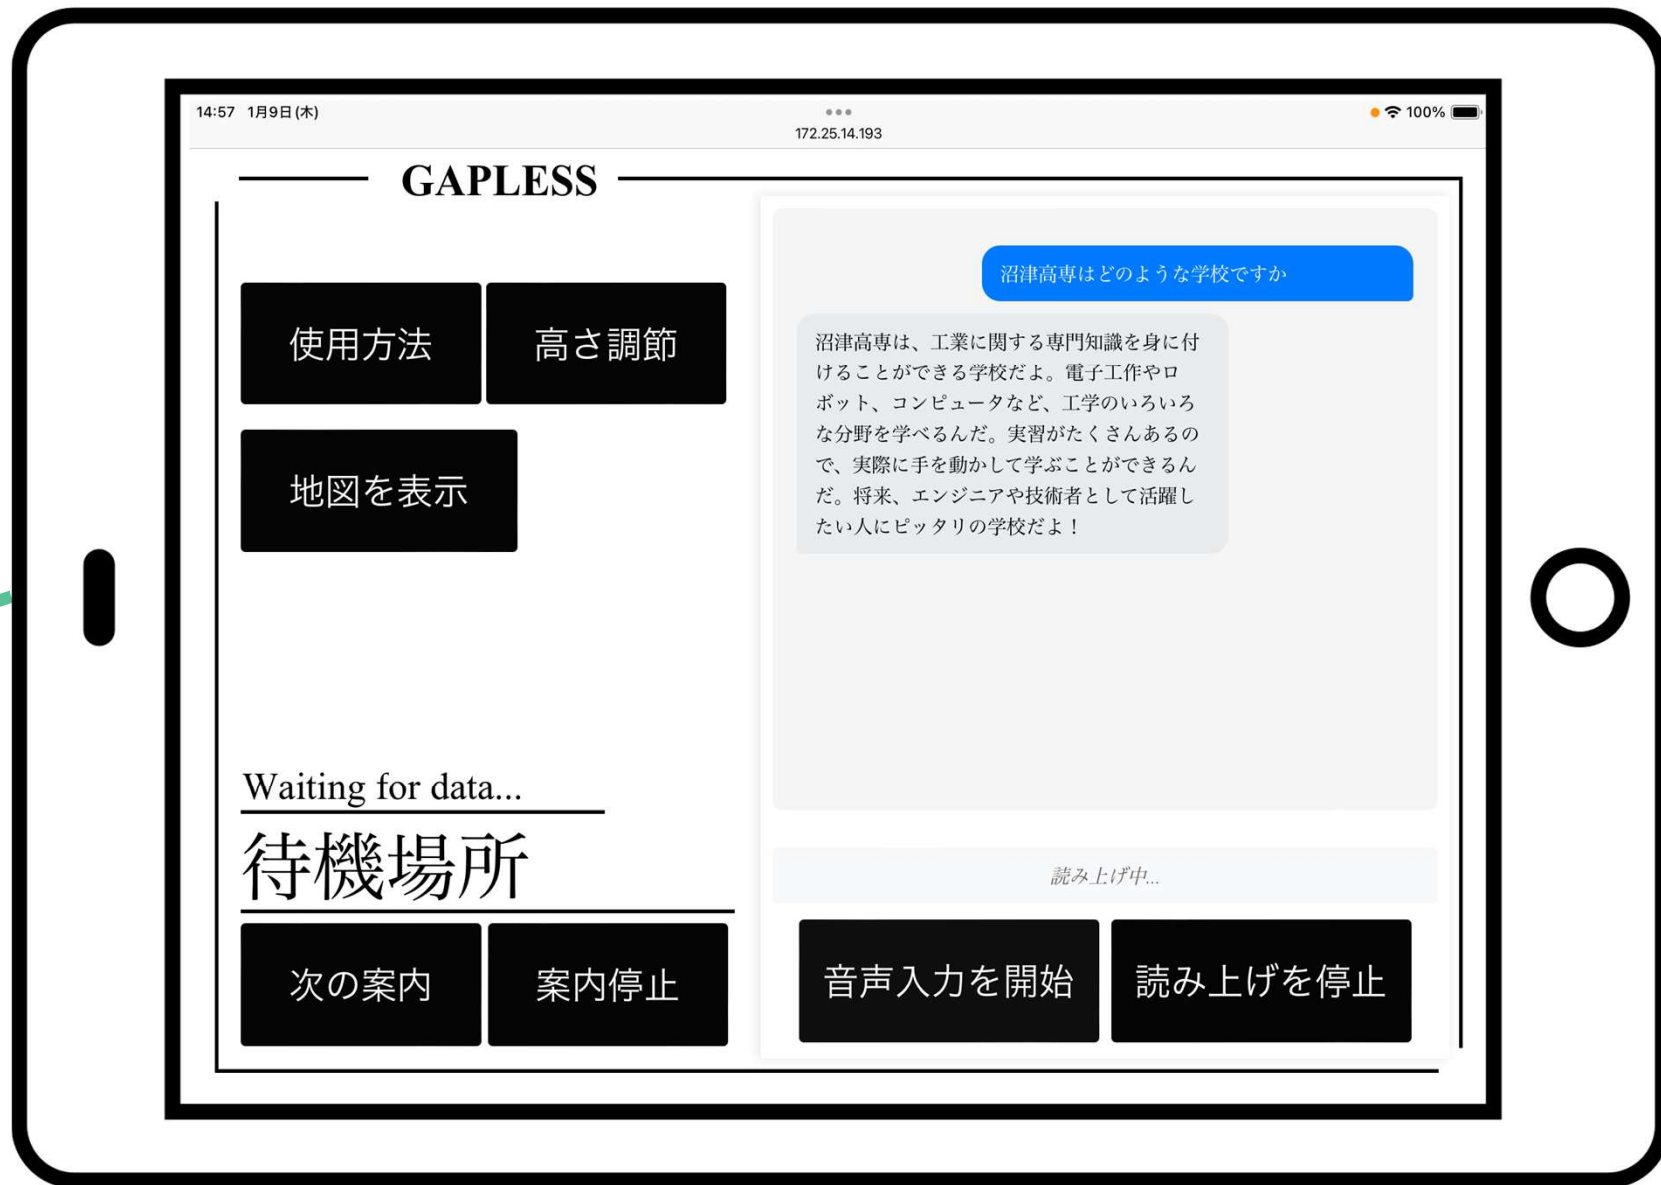 14:57 1月9日(木)
172.25.14.193
100%
GAPLESS
使用方法
高さ調節
地図を表示
Waiting for data...
待機場所
次の案内
案内停止
沼津高専はどのような学校ですか
沼津高専は、工業に関する専門知識を身に付
けることができる学校だよ。電子工作やロ
ボット、コンピュータなど、工学のいろいろ
な分野を学べるんだ。実習がたくさんあるの
で、実際に手を動かして学ぶことができるん
だ。将来、エンジニアや技術者として活躍し
たい人にピッタリの学校だよ！
読み上げ中...
音声入力を開始
読み上げを停止